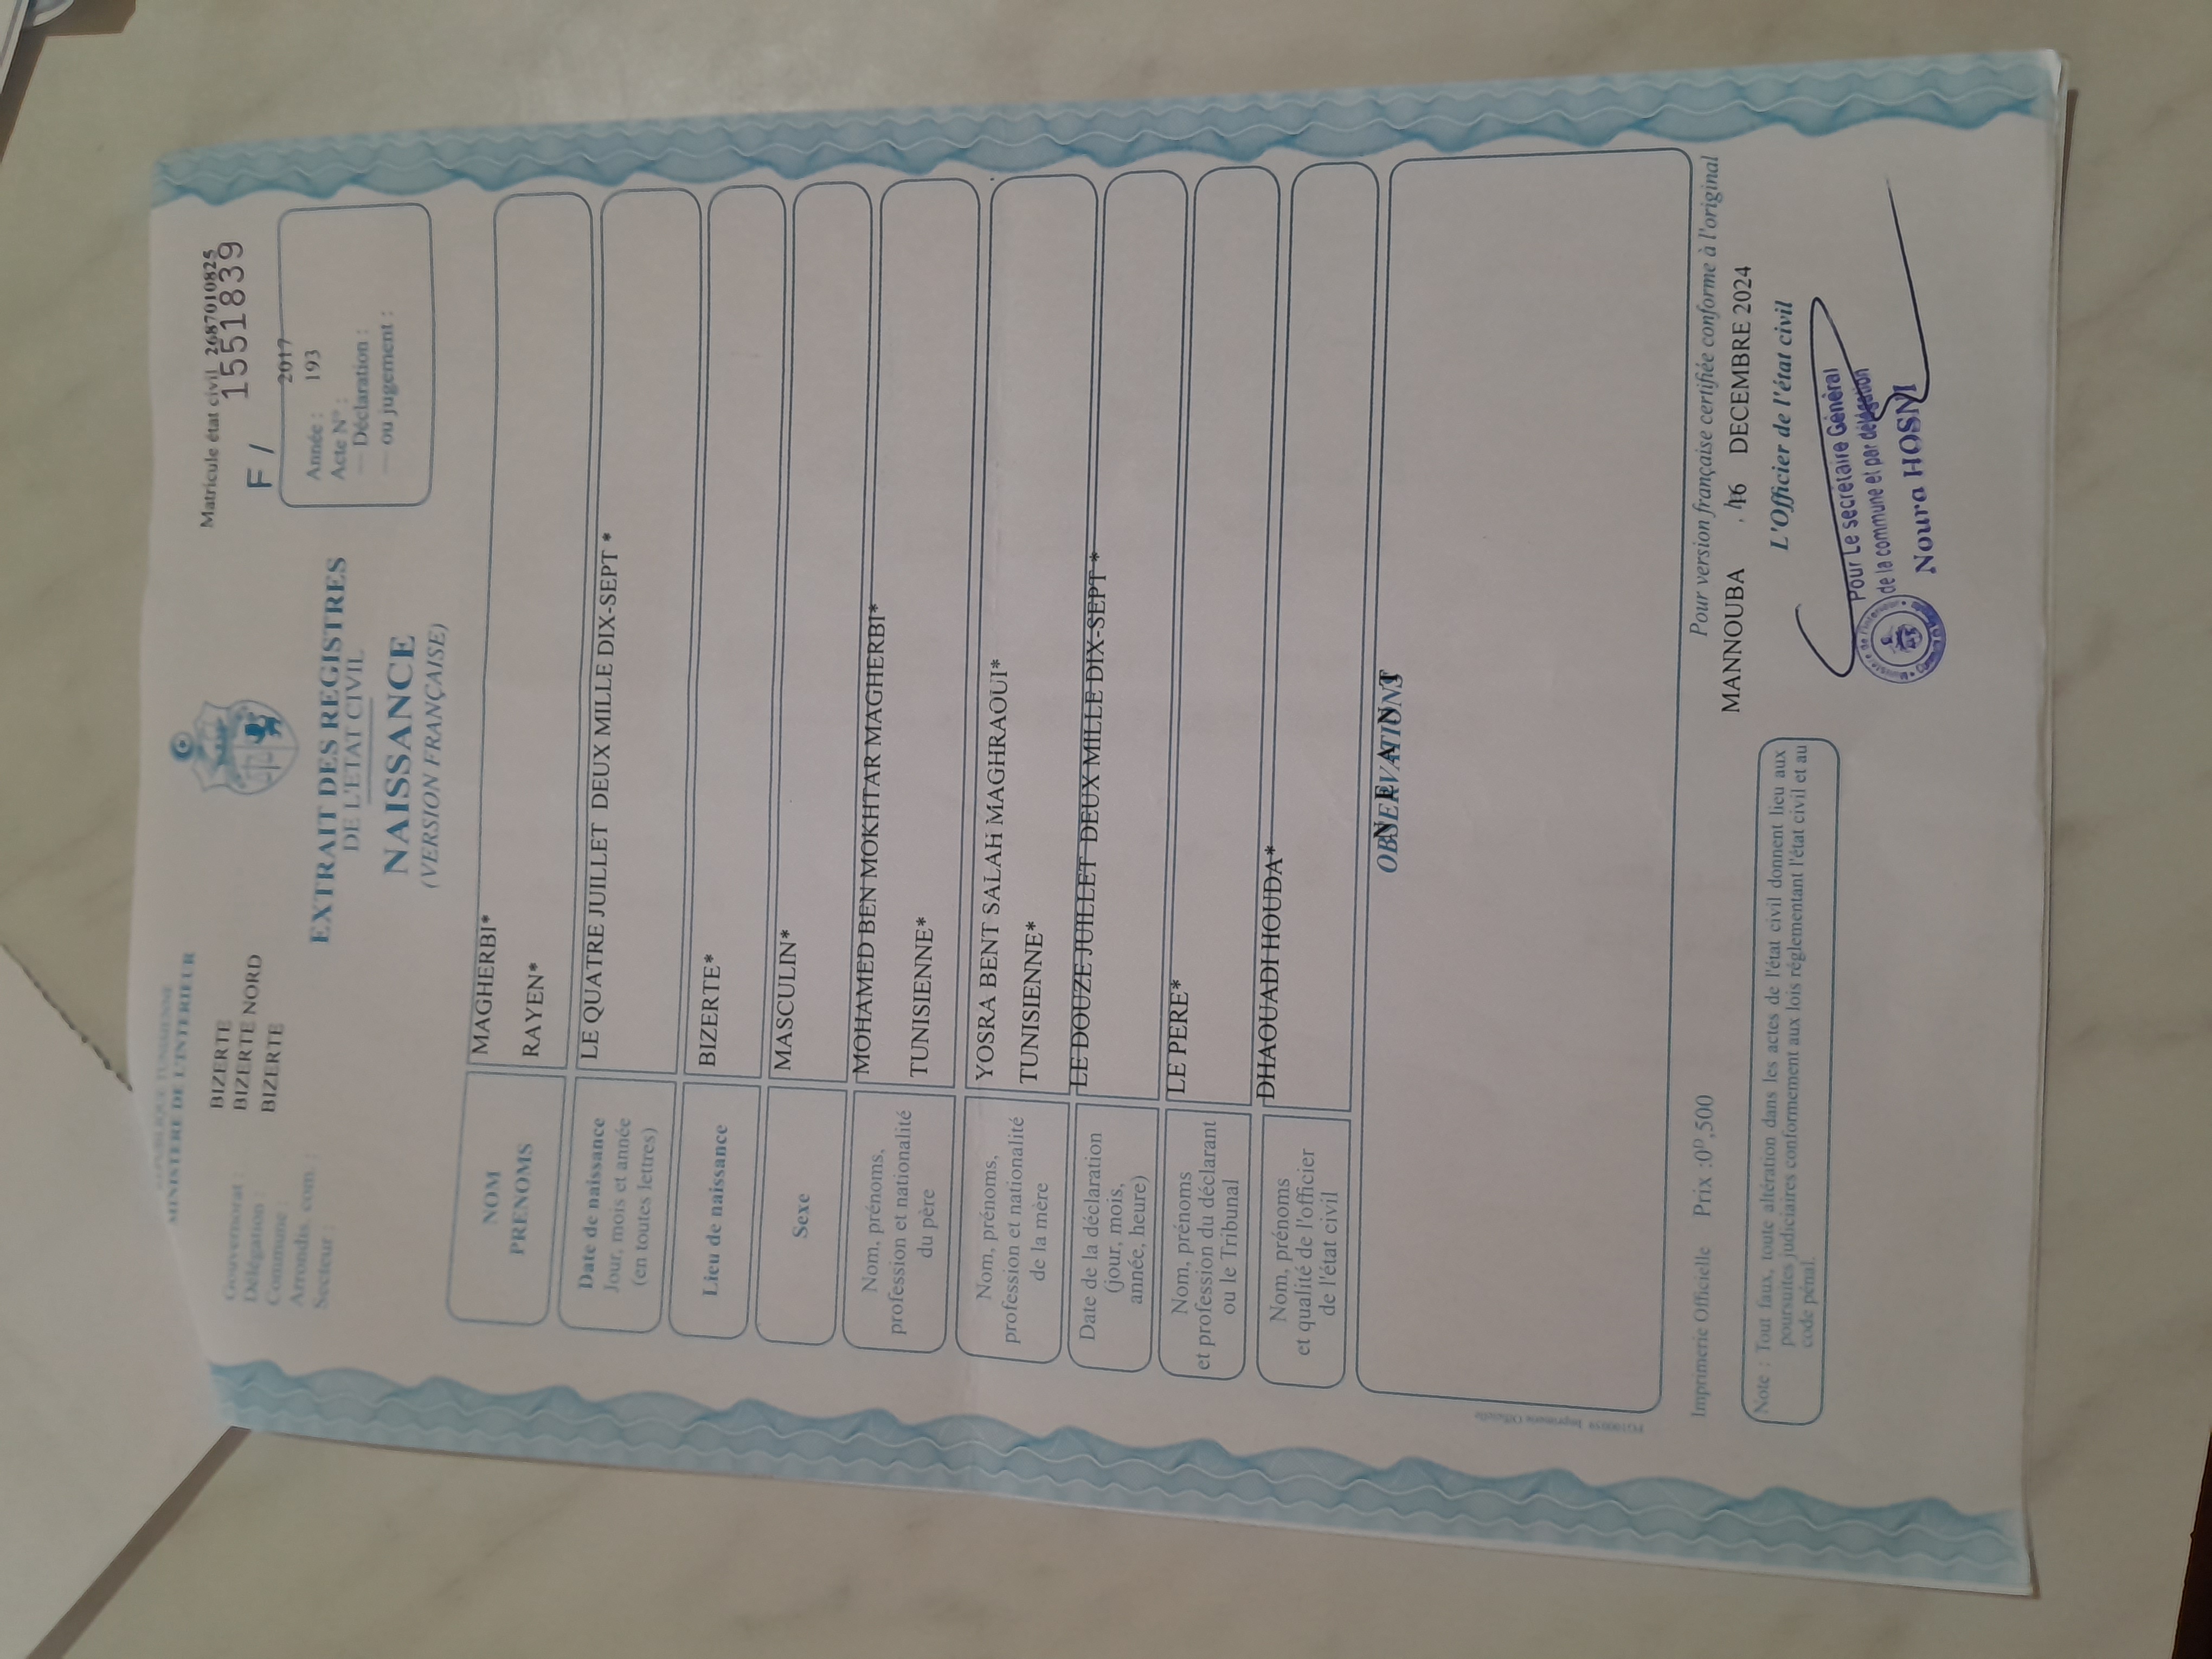 REPUBLIQUE TUNISIENNE
MINISTERE DE L'INTERIEUR
Gouvernorat : BIZERTE
Délégation : BIZERTE NORD
Commune : BIZERTE
Arrondis. com. :
Secteur :
Matricule état civil 2687010825
F / 1551839
2017
Année :
193
Acte N° :
— Déclaration :
— ou jugement :
EXTRAIT DES REGISTRES
DE L'ETAT CIVIL
NAISSANCE
(VERSION FRANÇAISE)
NOM
PRENOMS
MAGHERBI*
RAYEN*
Date de naissance
Jour, mois et année
(en toutes lettres)
LE QUATRE JUILLET DEUX MILLE DIX-SEPT *
Lieu de naissance
BIZERTE*
Sexe
MASCULIN*
Nom, prénoms,
profession et nationalité
du père
MOHAMED BEN MOKHTAR MAGHERBI*
TUNISIENNE*
Nom, prénoms,
profession et nationalité
de la mère
YOSRA BENT SALAH MAGHRAOUI*
TUNISIENNE*
Date de la déclaration
(jour, mois,
année, heure)
LE DOUZE JUILLET DEUX MILLE DIX-SEPT *
Nom, prénoms
et profession du déclarant
ou le Tribunal
LE PERE*
Nom, prénoms
et qualité de l'officier
de l'état civil
DHAOUADI HOUDA*
OBSERVATIONS
N E A N T
Imprimerie Officielle Prix :0ᴰ,500
Pour version française certifiée conforme à l'original
MANNOUBA , 16 DECEMBRE 2024
L'Officier de l'état civil
Note : Tout faux, toute altération dans les actes de l'état civil donnent lieu aux
poursuites judiciaires conformement aux lois réglementant l'état civil et au
code pénal.
Pour Le secrétaire Général
de la commune et par délégation
Noura HOSNI